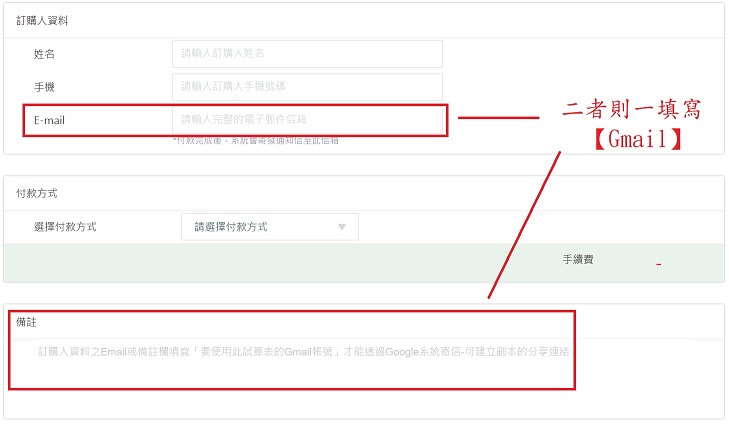 訂購人資料
姓名
請輸入訂購人姓名
手機
請輸入訂購人手機號碼
E-mail
請輸入完整的電子郵件信箱
*付款完成後，系統會寄發通知信至此信箱
二者則一填寫
【Gmail】
付款方式
選擇付款方式
請選擇付款方式
手續費
-
備註
訂購人資料之Email或備註欄填寫「要使用此試算表的Gmail帳號」才能透過Google系統寄信-可建立副本的分享連結